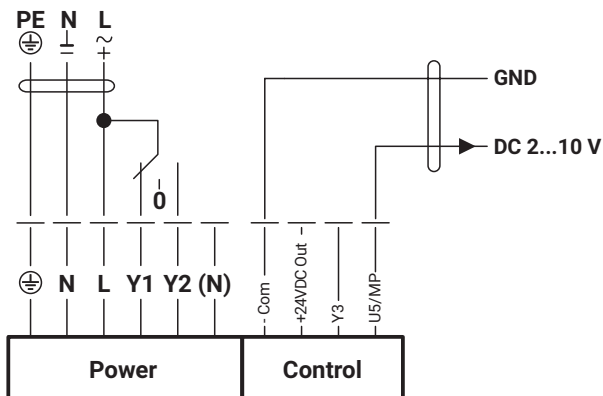 PE N L
GND
DC 2...10 V
0
N L Y1 Y2 (N)
- Com
+24VDC Out -
Y3
U5/MP
Power
Control